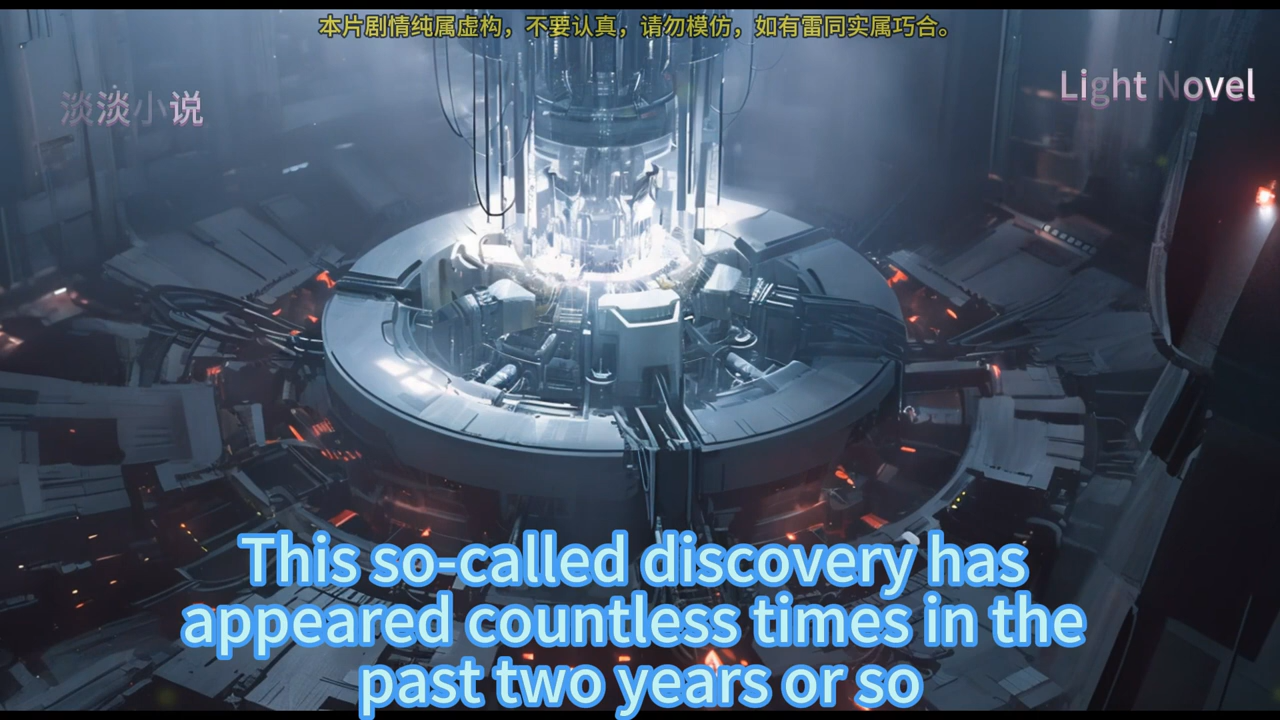 本片剧情纯属虚构，不要认真，请勿模仿，如有雷同实属巧合。
淡淡小说
Light Novel
This so-called discovery has
appeared countless times in the
past two years or so